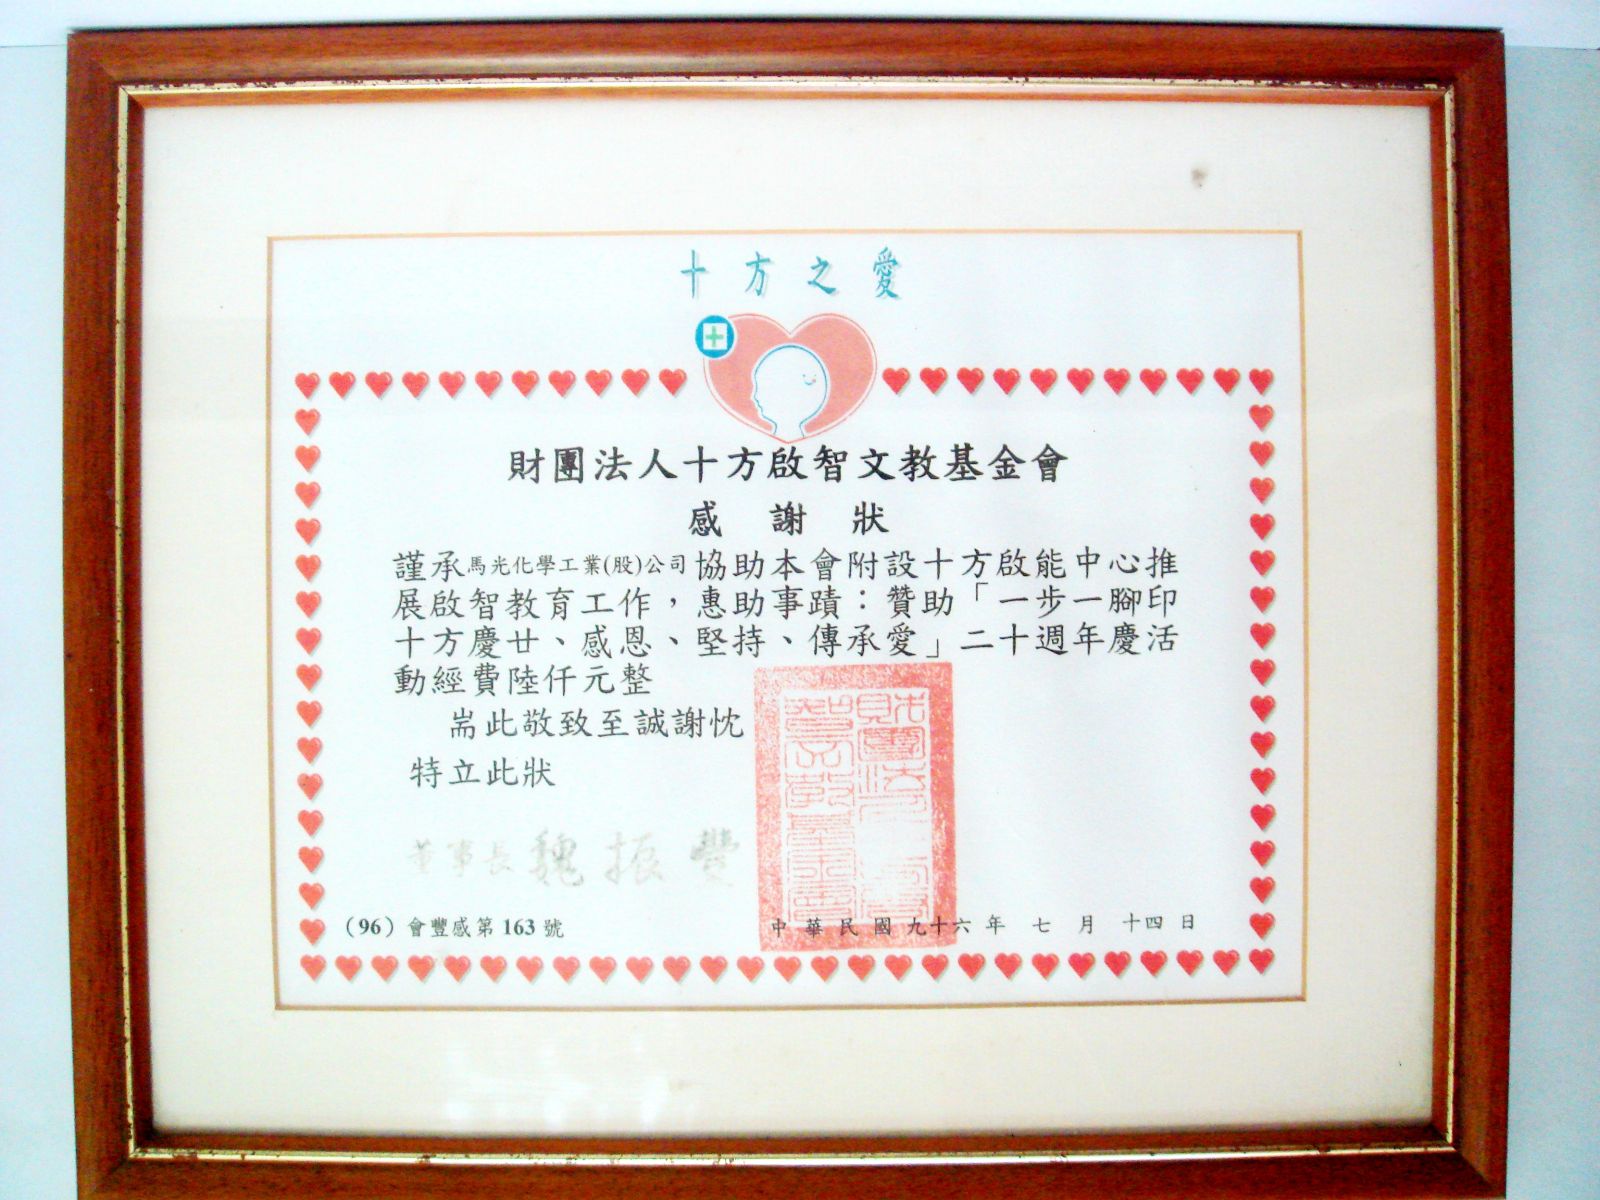 十方之愛
財團法人十方啟智文教基金會
感謝狀
謹承馬光化學工業(股)公司協助本會附設十方啟能中心推
展啟智教育工作，惠助事蹟：贊助「一步一腳印
十方慶廿、感恩、堅持、傳承愛」二十週年慶活
動經費陸仟元整
耑此敬致至誠謝忱
特立此狀
董事長魏振豊
（96）會豐感第163號
中華民國九十六年七月十四日